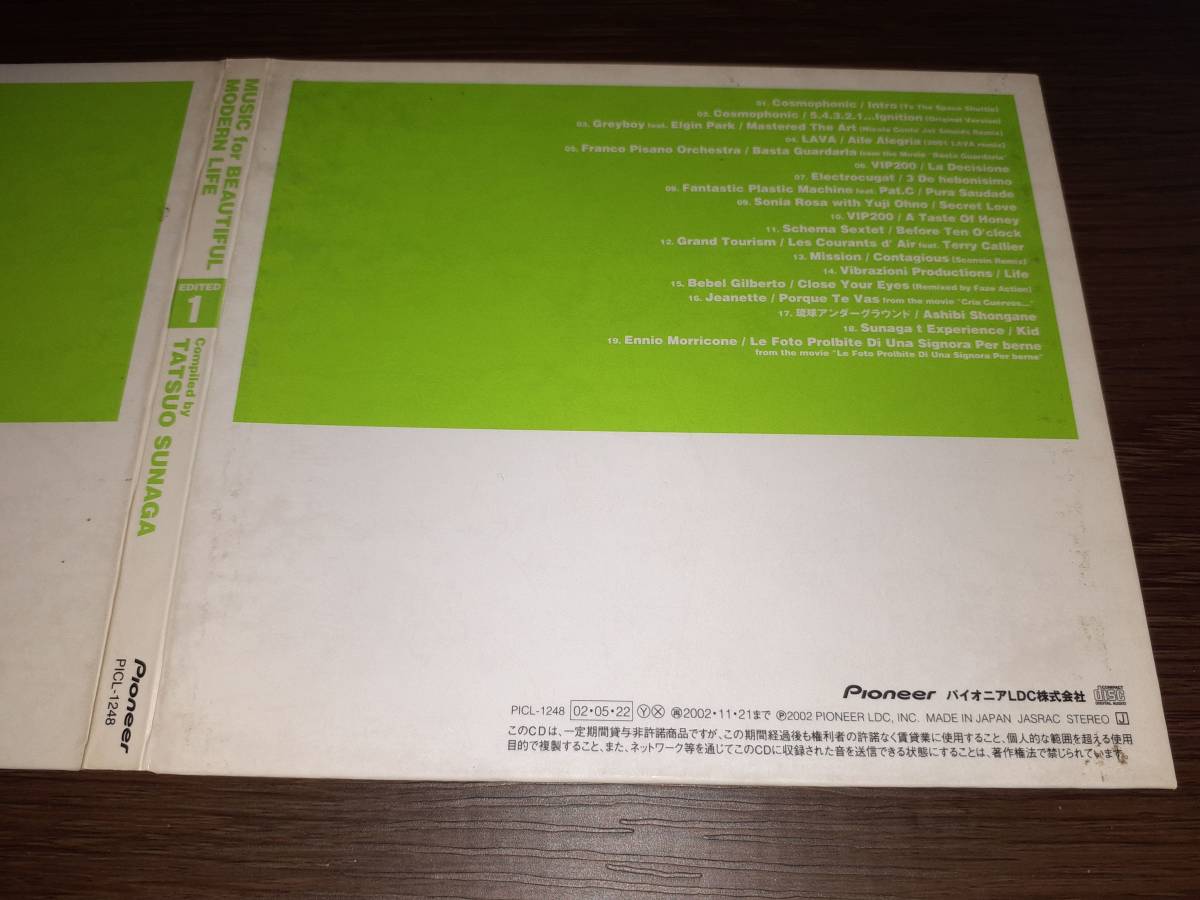 MUSIC for BEAUTIFUL
MODERN LIFE
EDITED
1
Compiled by
TATSUO SUNAGA
Pioneer
PICL-1248
01. Cosmophonic / Intro (To The Space Shuttle)
02. Cosmophonic / 5.4.3.2.1...Ignition (Original Version)
03. Greyboy feat. Elgin Park / Mastered The Art (Nicola Conte Jet Sounds Remix)
04. LAVA / Aile Alegria (2001 LAVA remix)
05. Franco Pisano Orchestra / Basta Guardarla from the Movie "Basta Guardarla"
06. VIP200 / La Decisione
07. Electrocugat / 3 De hebonisimo
08. Fantastic Plastic Machine feat. Pat.C / Pura Saudade
09. Sonia Rosa with Yuji Ohno / Secret Love
10. VIP200 / A Taste Of Honey
11. Schema Sextet / Before Ten O'clock
12. Grand Tourism / Les Courants d' Air feat. Terry Callier
13. Mission / Contagious (Sconsin Remix)
14. Vibrazioni Productions / Life
15. Bebel Gilberto / Close Your Eyes (Remixed by Faze Action)
16. Jeanette / Porque Te Vas from the movie "Cria Cuervos..."
17. 琉球アンダーグラウンド / Ashibi Shongane
18. Sunaga t Experience / Kid
19. Ennio Morricone / Le Foto Prolbite Di Una Signora Per berne
from the movie "Le Foto Prolbite Di Una Signora Per berne"
Pioneer パイオニアLDC株式会社 COMPACT disc DIGITAL AUDIO
PICL-1248 02・05・22 Ⓨ Ⓧ 2002・11・21まで ℗2002 PIONEER LDC, INC. MADE IN JAPAN JASRAC STEREO J
このCDは、一定期間貸与非許諾商品ですが、この期間経過後も権利者の許諾なく賃貸業に使用すること、個人的な範囲を超える使用
目的で複製すること、また、ネットワーク等を通じてこのCDに収録された音を送信できる状態にすることは、著作権法で禁じられています。